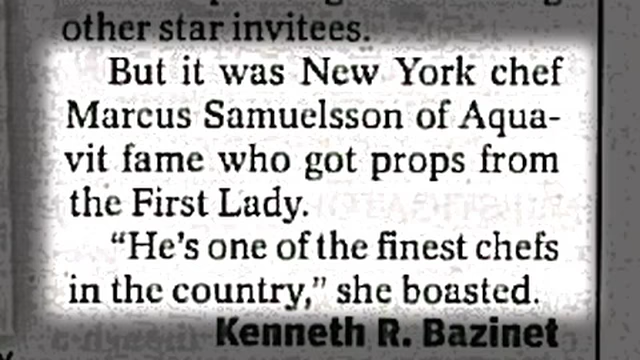 other star invitees.
But it was New York chef
Marcus Samuelsson of Aqua-
vit fame who got props from
the First Lady.
“He’s one of the finest chefs
in the country,” she boasted.
Kenneth R. Bazinet